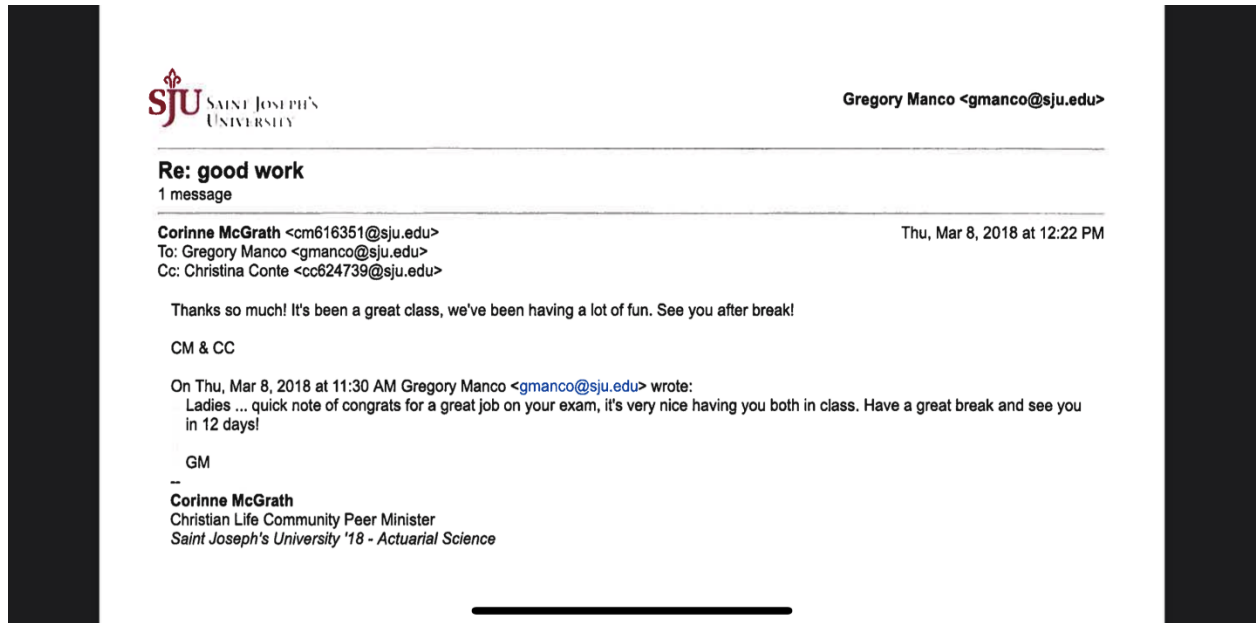 SJU SAINT JOSEPH'S
UNIVERSITY
Gregory Manco <gmanco@sju.edu>
Re: good work
1 message
Corinne McGrath <cm616351@sju.edu>
Thu, Mar 8, 2018 at 12:22 PM
To: Gregory Manco <gmanco@sju.edu>
Cc: Christina Conte <cc624739@sju.edu>
Thanks so much! It's been a great class, we've been having a lot of fun. See you after break!
CM & CC
On Thu, Mar 8, 2018 at 11:30 AM Gregory Manco <gmanco@sju.edu> wrote:
Ladies ... quick note of congrats for a great job on your exam, it's very nice having you both in class. Have a great break and see you
in 12 days!
GM
--
Corinne McGrath
Christian Life Community Peer Minister
Saint Joseph's University '18 - Actuarial Science